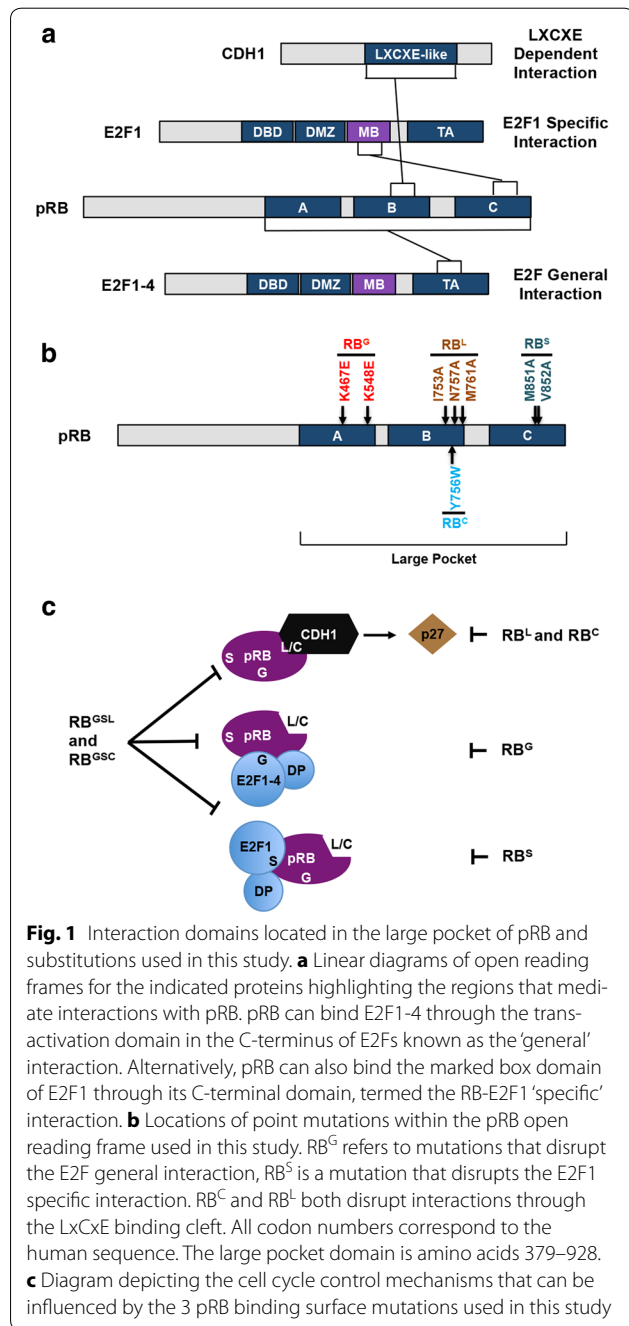 a
CDH1
LXCXE-like
LXCXE
Dependent
Interaction
E2F1
DBD DMZ MB TA
E2F1 Specific
Interaction
pRB
A B C
E2F1-4
DBD DMZ MB TA
E2F General
Interaction
b
RBG RBL RBS
K467E K548E I753A N757A M761A M851A V852A
pRB
A B C
Y756W
RBC
Large Pocket
c
CDH1
p27
RBL and RBC
S pRB L/C
G
RBGSL
and
RBGSC
S pRB L/C
G
E2F1-4 DP
RBG
E2F1
S pRB L/C
G
DP
RBS
Fig. 1 Interaction domains located in the large pocket of pRB and
substitutions used in this study. a Linear diagrams of open reading
frames for the indicated proteins highlighting the regions that medi-
ate interactions with pRB. pRB can bind E2F1-4 through the trans-
activation domain in the C-terminus of E2Fs known as the ‘general’
interaction. Alternatively, pRB can also bind the marked box domain
of E2F1 through its C-terminal domain, termed the RB-E2F1 ‘specific’
interaction. b Locations of point mutations within the pRB open
reading frame used in this study. RBG refers to mutations that disrupt
the E2F general interaction, RBS is a mutation that disrupts the E2F1
specific interaction. RBC and RBL both disrupt interactions through
the LxCxE binding cleft. All codon numbers correspond to the
human sequence. The large pocket domain is amino acids 379–928.
c Diagram depicting the cell cycle control mechanisms that can be
influenced by the 3 pRB binding surface mutations used in this study